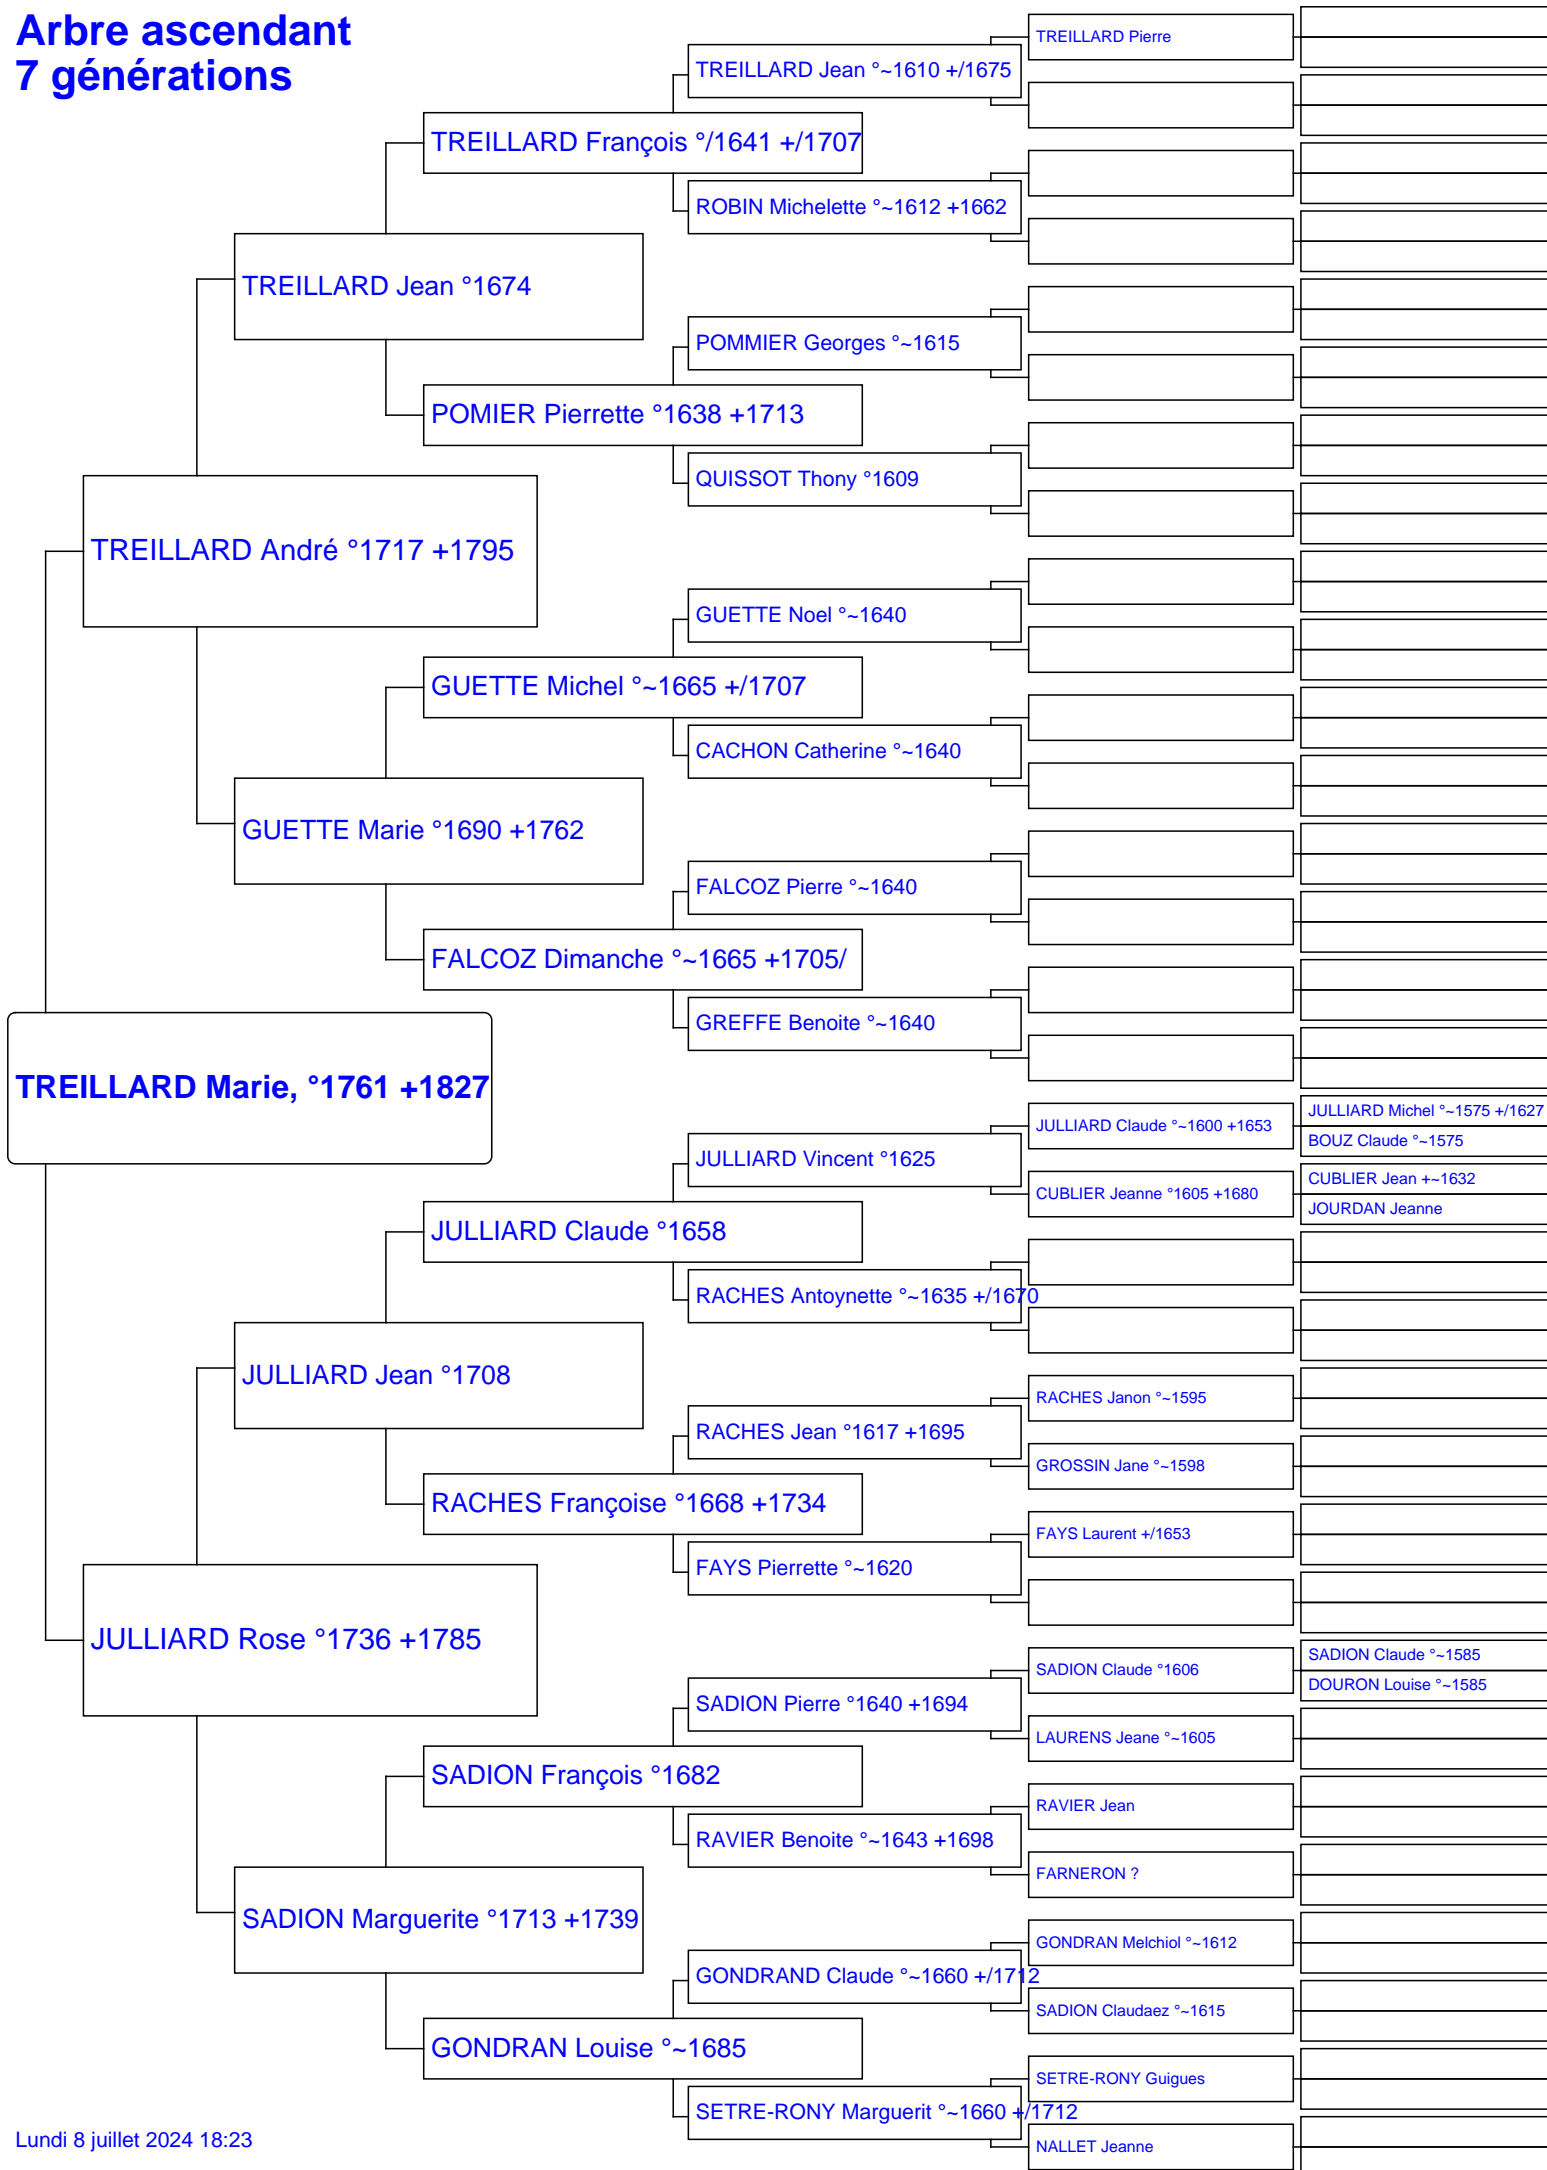 Arbre ascendant
7 générations
TREILLARD Pierre
TREILLARD Jean °~1610 +/1675
TREILLARD François °/1641 +/1707
ROBIN Michelette °~1612 +1662
TREILLARD Jean °1674
POMMIER Georges °~1615
POMIER Pierrette °1638 +1713
QUISSOT Thony °1609
TREILLARD André °1717 +1795
GUETTE Noel °~1640
GUETTE Michel °~1665 +/1707
CACHON Catherine °~1640
GUETTE Marie °1690 +1762
FALCOZ Pierre °~1640
FALCOZ Dimanche °~1665 +1705/
GREFFE Benoite °~1640
TREILLARD Marie, °1761 +1827
JULLIARD Michel °~1575 +/1627
JULLIARD Claude °~1600 +1653
BOUZ Claude °~1575
JULLIARD Vincent °1625
CUBLIER Jean +~1632
CUBLIER Jeanne °1605 +1680
JOURDAN Jeanne
JULLIARD Claude °1658
RACHES Antoynette °~1635 +/1670
JULLIARD Jean °1708
RACHES Janon °~1595
RACHES Jean °1617 +1695
GROSSIN Jane °~1598
RACHES Françoise °1668 +1734
FAYS Laurent +/1653
FAYS Pierrette °~1620
JULLIARD Rose °1736 +1785
SADION Claude °~1585
SADION Claude °1606
DOURON Louise °~1585
SADION Pierre °1640 +1694
LAURENS Jeane °~1605
SADION François °1682
RAVIER Jean
RAVIER Benoite °~1643 +1698
FARNERON ?
SADION Marguerite °1713 +1739
GONDRAN Melchiol °~1612
GONDRAND Claude °~1660 +/1712
SADION Claudaez °~1615
GONDRAN Louise °~1685
SETRE-RONY Guigues
SETRE-RONY Marguerit °~1660 +/1712
NALLET Jeanne
Lundi 8 juillet 2024 18:23